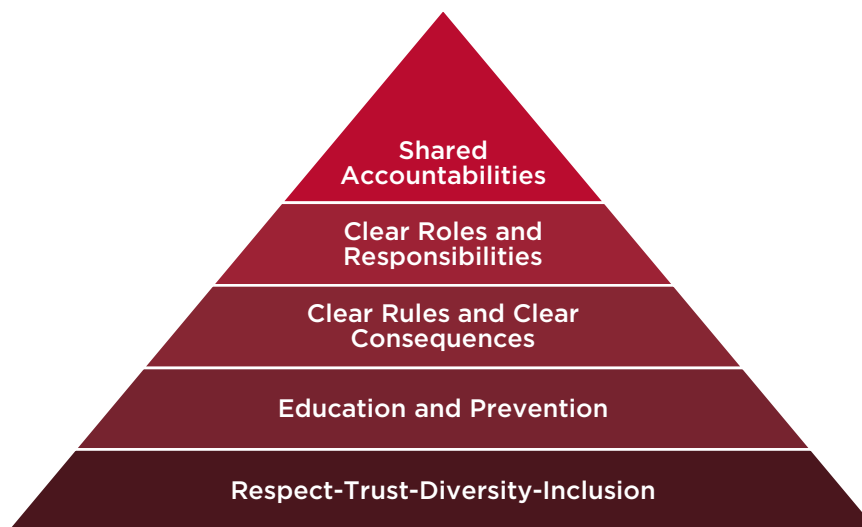 Shared
Accountabilities
Clear Roles and
Responsibilities
Clear Rules and Clear
Consequences
Education and Prevention
Respect-Trust-Diversity-Inclusion